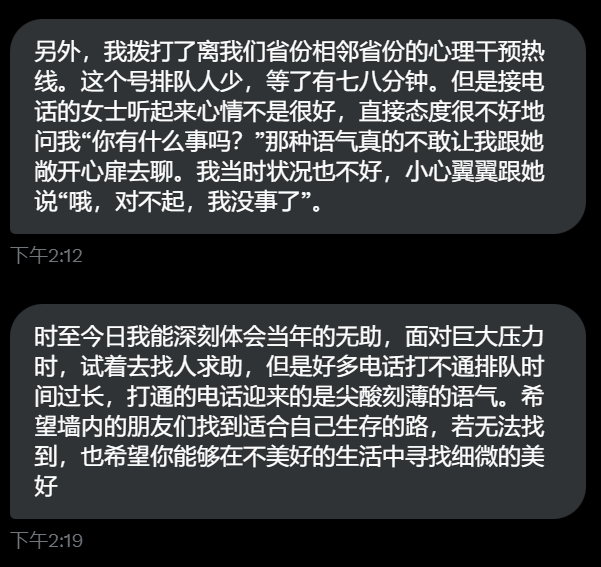 另外，我拨打了离我们省份相邻省份的心理干预热
线。这个号排队人少，等了有七八分钟。但是接电
话的女士听起来心情不是很好，直接态度很不好地
问我“你有什么事吗？”那种语气真的不敢让我跟她
敞开心扉去聊。我当时状况也不好，小心翼翼跟她
说“哦，对不起，我没事了”。
下午2:12
时至今日我能深刻体会当年的无助，面对巨大压力
时，试着去找人求助，但是好多电话打不通排队时
间过长，打通的电话迎来的是尖酸刻薄的语气。希
望墙内的朋友们找到适合自己生存的路，若无法找
到，也希望你能够在不美好的生活中寻找细微的美
好
下午2:19